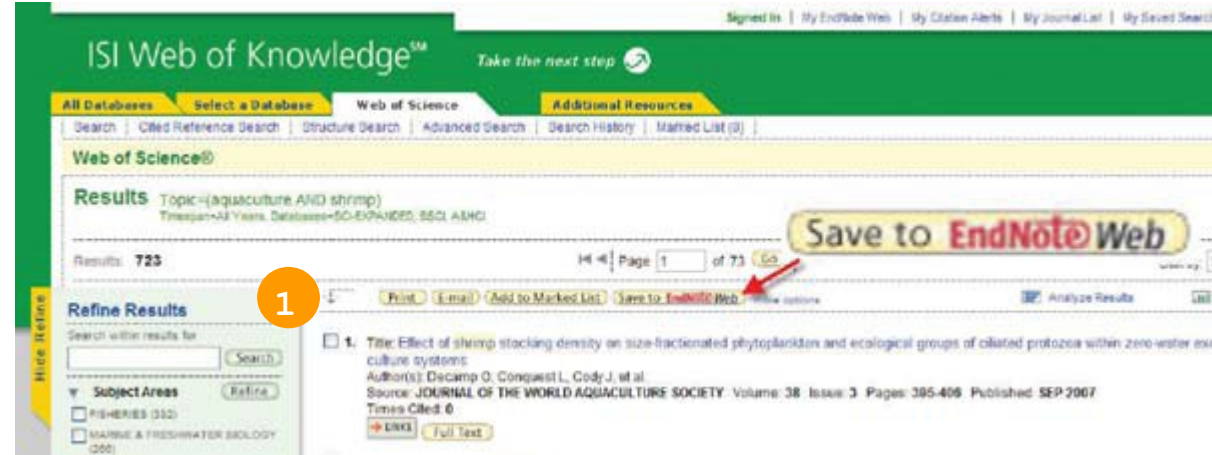 Signed In | My EndNote Web | My Citation Alerts | My Journal List | My Saved Search
ISI Web of Knowledge℠ Take the next step
All Databases Select a Database Web of Science Additional Resources
Search | Cited Reference Search | Structure Search | Advanced Search | Search History | Marked List (0) |
Web of Science®
Results Topic=(aquaculture AND shrimp)
Timespan=All Years. Databases=SCI-EXPANDED, SSCI, A&HCI.
Save to EndNote Web
Results: 723 Page 1 of 73 Go
Hide Refine
Refine Results
1
Print E-mail Add to Marked List Save to EndNote Web more options Analyze Results
Search within results for
Search
Subject Areas Refine
FISHERIES (332)
MARINE & FRESHWATER BIOLOGY
1. Title: Effect of shrimp stocking density on size-fractionated phytoplankton and ecological groups of ciliated protozoa within zero-water
culture systems
Author(s): Decamp O, Conquest L, Cody J, et al.
Source: JOURNAL OF THE WORLD AQUACULTURE SOCIETY Volume: 38 Issue: 3 Pages: 395-406 Published: SEP 2007
Times Cited: 0
LINKS Full Text